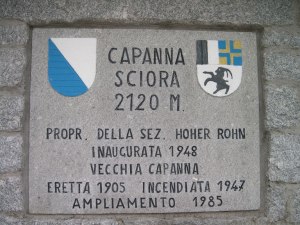 CAPANNA
SCIORA
2120 M.
PROPR. DELLA SEZ. HOHER ROHN
INAUGURATA 1948
VECCHIA CAPANNA
ERETTA 1905 INCENDIATA 1947
AMPLIAMENTO 1985